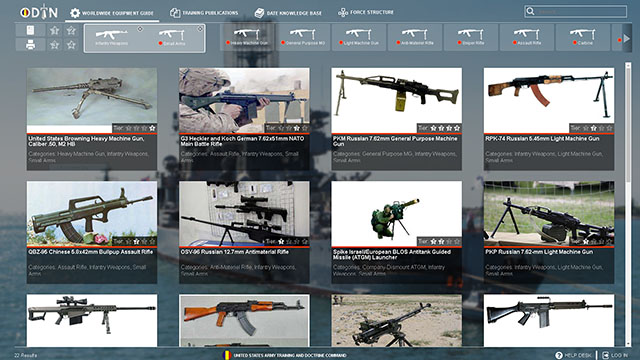 ODIN
WORLDWIDE EQUIPMENT GUIDE
TRAINING PUBLICATIONS
DATE KNOWLEDGE BASE
FORCE STRUCTURE
Search...
Infantry Weapons
Small Arms
Heavy Machine Gun
General Purpose MG
Light Machine Gun
Anti-Material Rifle
Sniper Rifle
Assault Rifle
Carbine
Tier:
United States Browning Heavy Machine Gun,
Caliber .50, M2 HB
Categories: Heavy Machine Gun, Infantry Weapons,
Small Arms
Tier:
G3 Heckler and Koch German 7.62x51mm NATO
Main Battle Rifle
Categories: Assault Rifle, Infantry Weapons, Small
Arms
Tier:
PKM Russian 7.62mm General Purpose Machine
Gun
Categories: General Purpose MG, Infantry Weapons,
Small Arms
Tier:
RPK-74 Russian 5.45mm Light Machine Gun
Categories: Infantry Weapons, Light Machine Gun,
Small Arms
Tier:
QBZ-95 Chinese 5.8x42mm Bullpup Assault Rifle
Categories: Assault Rifle, Infantry Weapons, Small
Arms
Tier:
OSV-96 Russian 12.7mm Antimaterial Rifle
Categories: Anti-Material Rifle, Infantry Weapons,
Small Arms
Tier:
Spike Israel/European BLOS Antitank Guided
Missile (ATGM) Launcher
Categories: Company-Dismount ATGM, Infantry
Weapons, Small Arms
Tier:
PKP Russian 7.62mm Light Machine Gun
Categories: Infantry Weapons, Light Machine Gun,
Small Arms
22 Results
UNITED STATES ARMY TRAINING AND DOCTRINE COMMAND
HELP DESK
LOG IN